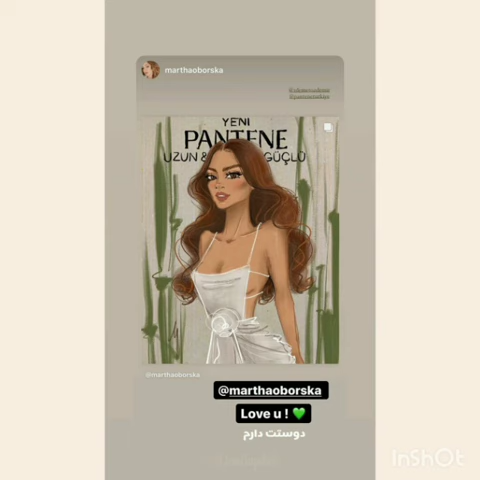 marthaoborska
YENI
PANTENE
UZUN & GÜÇLÜ
@marthaoborska
@marthaoborska
Love u ! 💚
دوستت دارم
InShOt